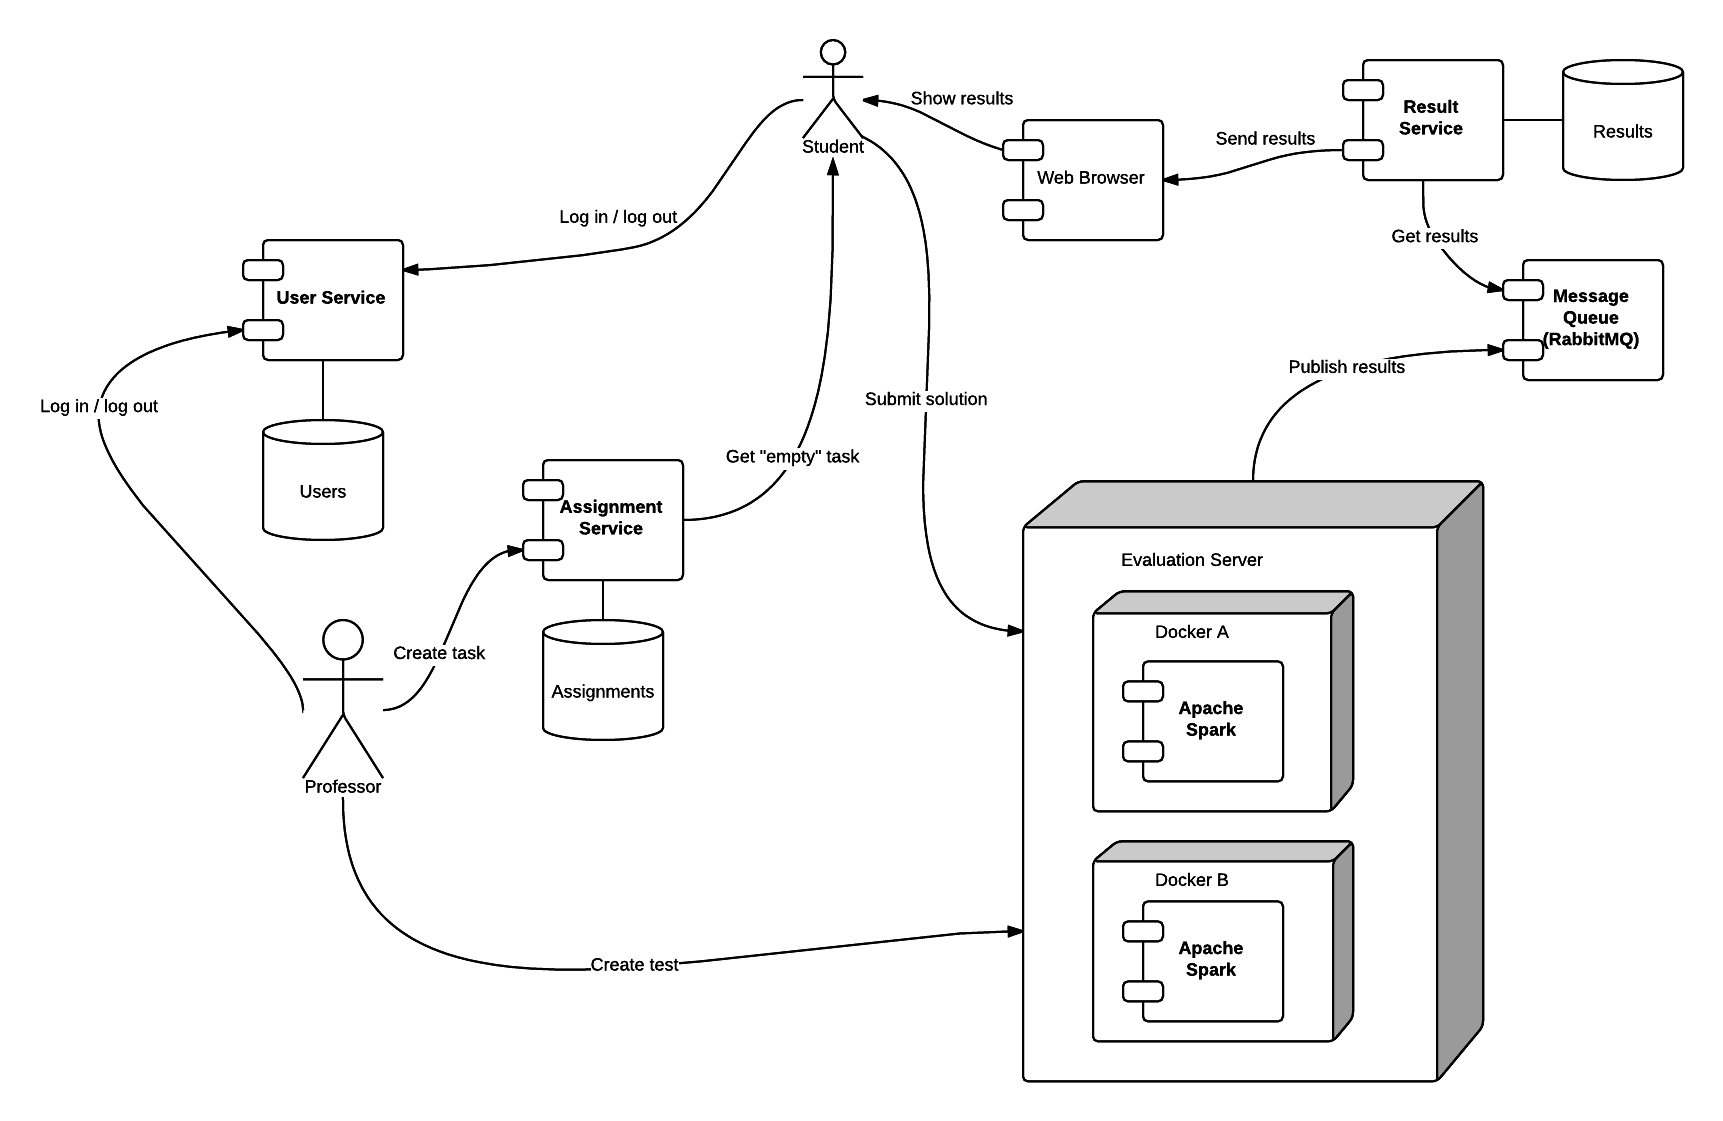 Show results
Result
Service
Results
Send results
Student
Web Browser
Log in / log out
Get results
User Service
Message
Queue
(RabbitMQ)
Publish results
Log in / log out
Submit solution
Get "empty" task
Users
Assignment
Service
Evaluation Server
Docker A
Create task
Assignments
Apache
Spark
Professor
Docker B
Apache
Spark
Create test